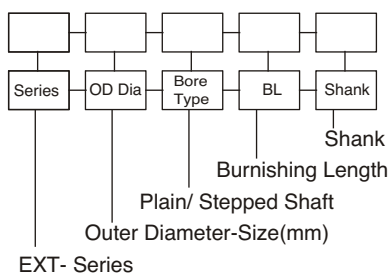 Series
OD Dia
Bore
Type
BL
Shank
Shank
Burnishing Length
Plain/ Stepped Shaft
Outer Diameter-Size(mm)
EXT- Series